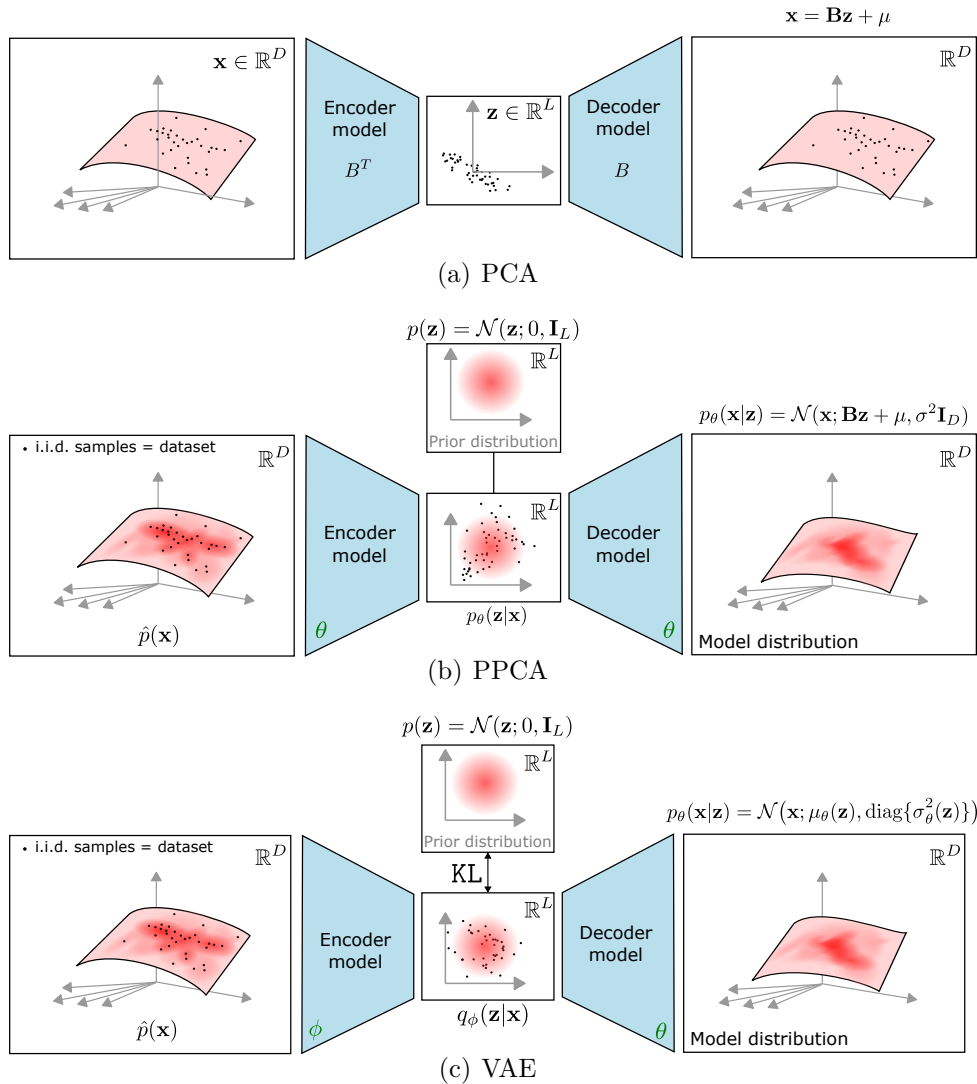 x = Bz + μ
x ∈ ℝ^D
Encoder
model
B^T
z ∈ ℝ^L
Decoder
model
B
ℝ^D
(a) PCA
p(z) = 𝒩(z; 0, I_L)
ℝ^L
Prior distribution
p_θ(x|z) = 𝒩(x; Bz + μ, σ²I_D)
• i.i.d. samples = dataset
ℝ^D
p̂(x)
Encoder
model
θ
ℝ^L
p_θ(z|x)
Decoder
model
θ
ℝ^D
Model distribution
(b) PPCA
p(z) = 𝒩(z; 0, I_L)
ℝ^L
Prior distribution
KL
p_θ(x|z) = 𝒩(x; μ_θ(z), diag{σ²_θ(z)})
• i.i.d. samples = dataset
ℝ^D
p̂(x)
Encoder
model
ϕ
ℝ^L
q_ϕ(z|x)
Decoder
model
θ
ℝ^D
Model distribution
(c) VAE